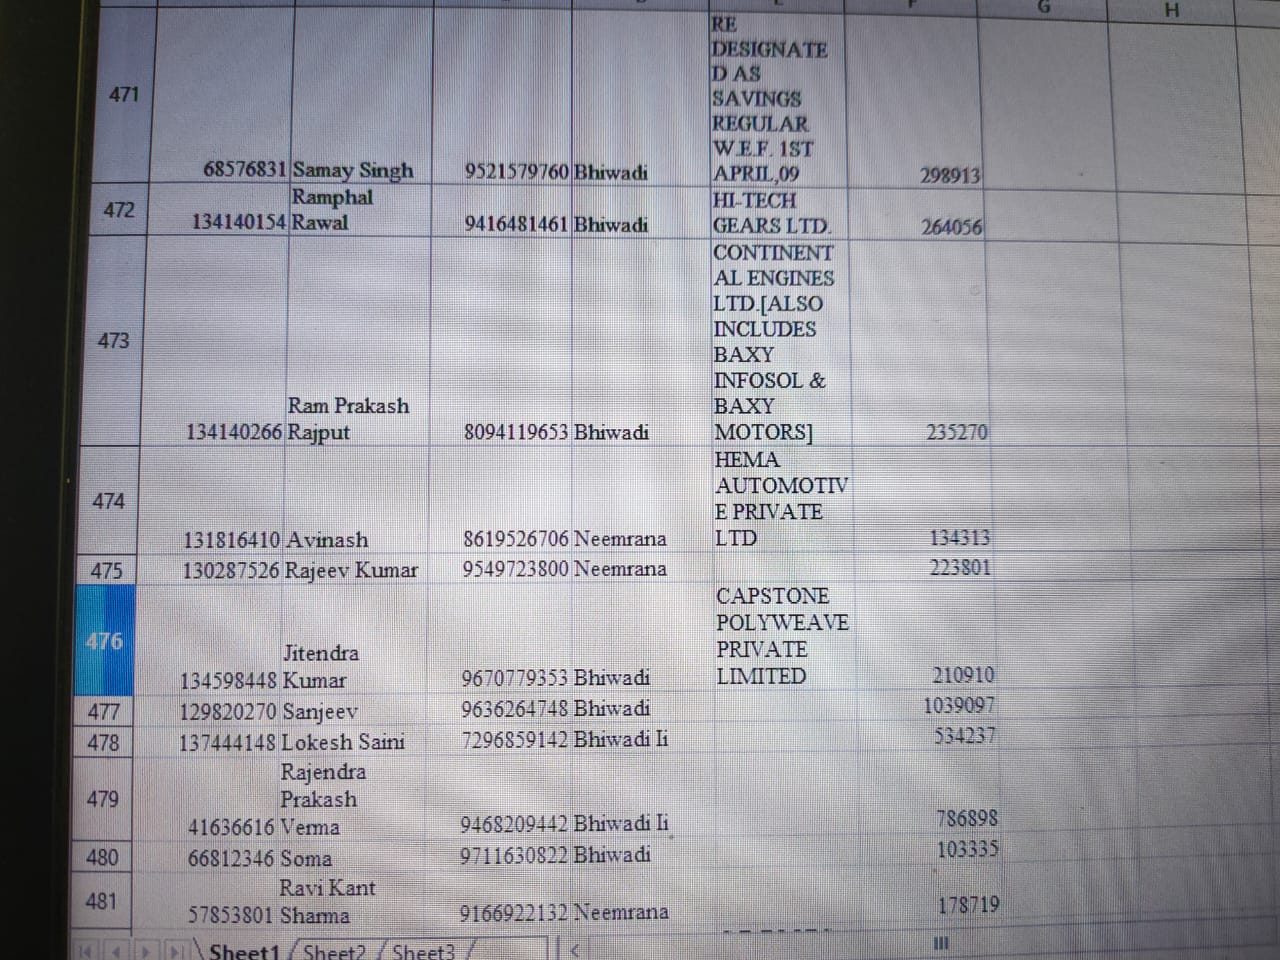 G H
471 68576831 Samay Singh 9521579760 Bhiwadi RE
DESIGNATE
D AS
SAVINGS
REGULAR
W.E.F. 1ST
APRIL,09 298913
472 134140154 Ramphal
Rawal 9416481461 Bhiwadi HI-TECH
GEARS LTD. 264056
473 134140266 Ram Prakash
Rajput 8094119653 Bhiwadi CONTINENT
AL ENGINES
LTD.[ALSO
INCLUDES
BAXY
INFOSOL &
BAXY
MOTORS] 235270
474 131816410 Avinash 8619526706 Neemrana HEMA
AUTOMOTIV
E PRIVATE
LTD 134313
475 130287526 Rajeev Kumar 9549723800 Neemrana 223801
476 134598448 Jitendra
Kumar 9670779353 Bhiwadi CAPSTONE
POLYWEAVE
PRIVATE
LIMITED 210910
477 129820270 Sanjeev 9636264748 Bhiwadi 1039097
478 137444148 Lokesh Saini 7296859142 Bhiwadi Ii 534237
479 41636616 Rajendra
Prakash
Verma 9468209442 Bhiwadi Ii 786898
480 66812346 Soma 9711630822 Bhiwadi 103335
481 57853801 Ravi Kant
Sharma 9166922132 Neemrana 178719
Sheet1 Sheet2 Sheet3